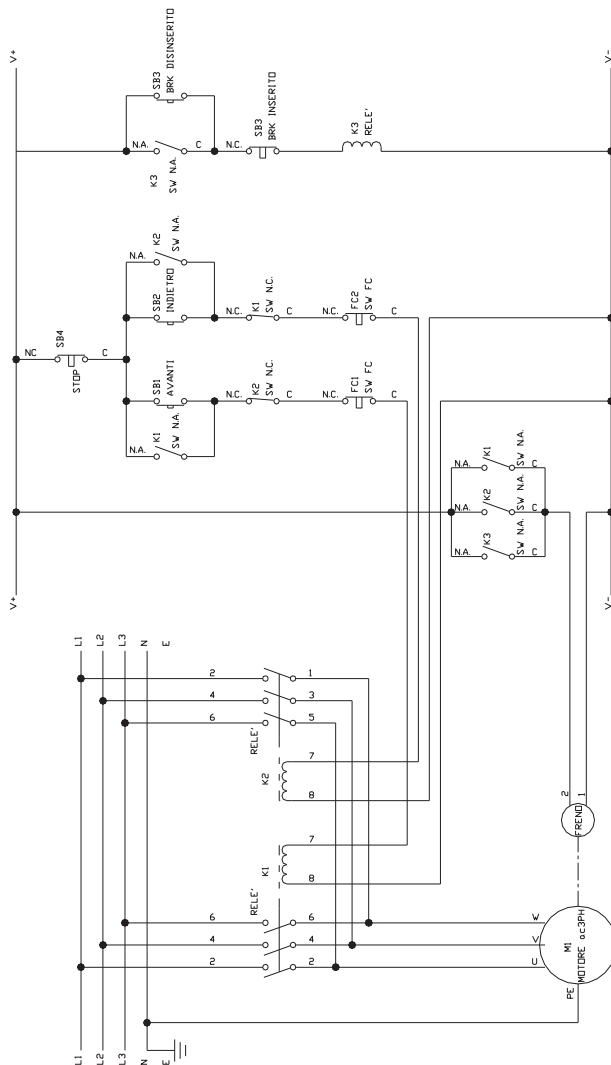 V+
V+
L1
L2
L3
N
E
L1
L2
L3
N
E
NC
SB4
STOP
C
N.A.
K1
SW N.A.
SB1
AVANTI
SB2
INDIETRO
N.A.
K2
SW N.A.
N.A.
K3
SW N.A.
C
SB3
BRK DISINSERITO
N.C.
SB3
BRK INSERITO
K3
RELE'
N.C.
K2
SW N.C.
C
N.C.
K1
SW N.C.
C
N.C.
FC1
SW FC
C
N.C.
FC2
SW FC
C
2
4
6
RELE'
2
4
6
K1
8
7
6
4
2
RELE'
5
3
1
K2
8
7
N.A.
K3
SW N.A.
C
N.A.
K2
SW N.A.
C
N.A.
K1
SW N.A.
C
U
V
W
PE
M1
MOTORE ac3PH
FRENO
2
1
V-
V-